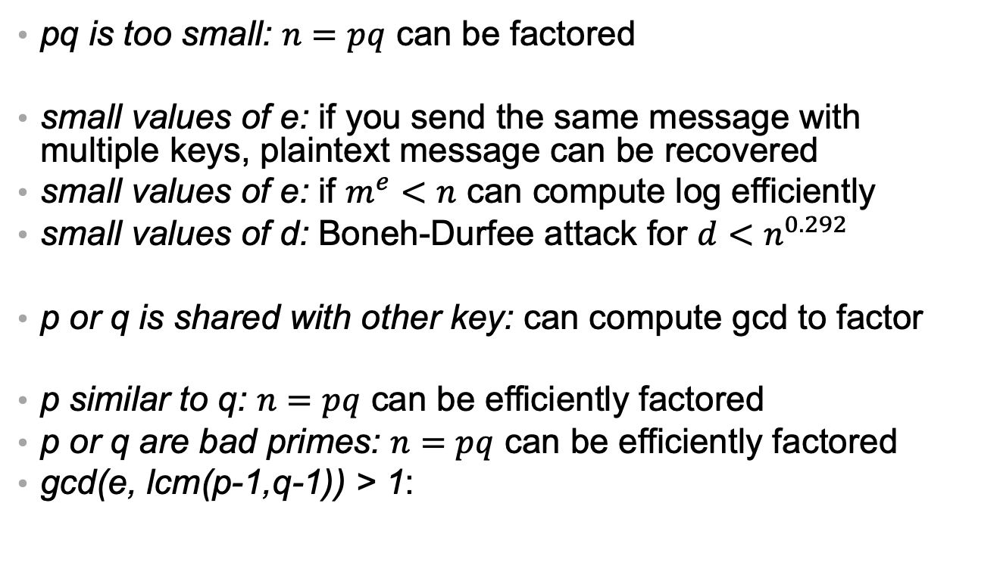 • pq is too small: n = pq can be factored
• small values of e: if you send the same message with
multiple keys, plaintext message can be recovered
• small values of e: if mᵉ < n can compute log efficiently
• small values of d: Boneh-Durfee attack for d < n⁰·²⁹²
• p or q is shared with other key: can compute gcd to factor
• p similar to q: n = pq can be efficiently factored
• p or q are bad primes: n = pq can be efficiently factored
• gcd(e, lcm(p-1,q-1)) > 1: